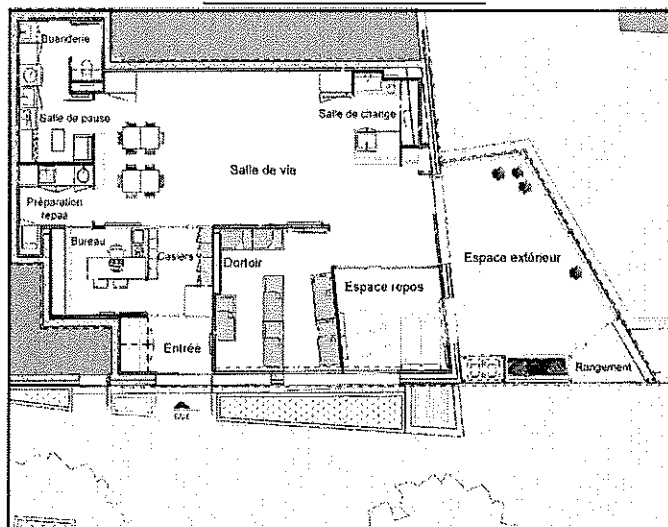 Buanderie
Salle de pause
Salle de change
Salle de vie
Préparation
repas
Bureau
Casiers
Dortoir
Espace repos
Espace extérieur
Entrée
Rangement